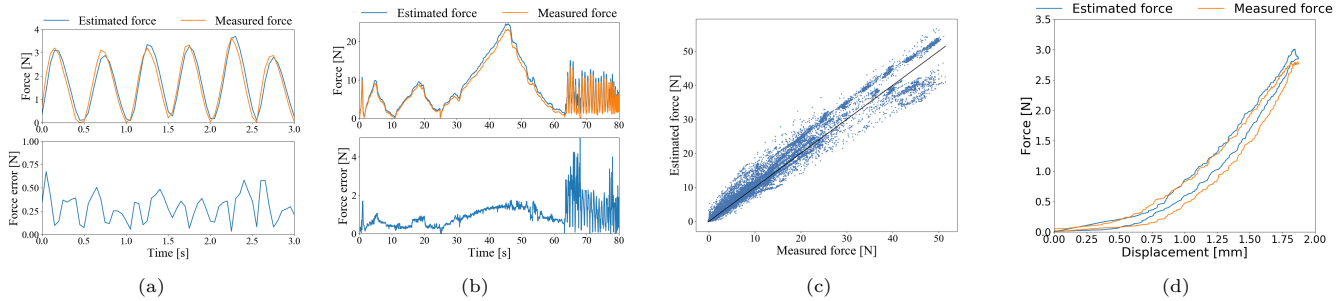 Estimated force Measured force
Force [N]
4
3
2
1
0
0.0 0.5 1.0 1.5 2.0 2.5 3.0
Force error [N]
1.00
0.75
0.50
0.25
0.00
0.0 0.5 1.0 1.5 2.0 2.5 3.0
Time [s]
(a)
Estimated force Measured force
Force [N]
20
10
0
0 10 20 30 40 50 60 70 80
Force error [N]
4
2
0
0 10 20 30 40 50 60 70 80
Time [s]
(b)
Estimated force [N]
50
40
30
20
10
0
0 10 20 30 40 50
Measured force [N]
(c)
Estimated force Measured force
Force [N]
3.5
3.0
2.5
2.0
1.5
1.0
0.5
0.0
0.00 0.25 0.50 0.75 1.00 1.25 1.50 1.75 2.00
Displacement [mm]
(d)